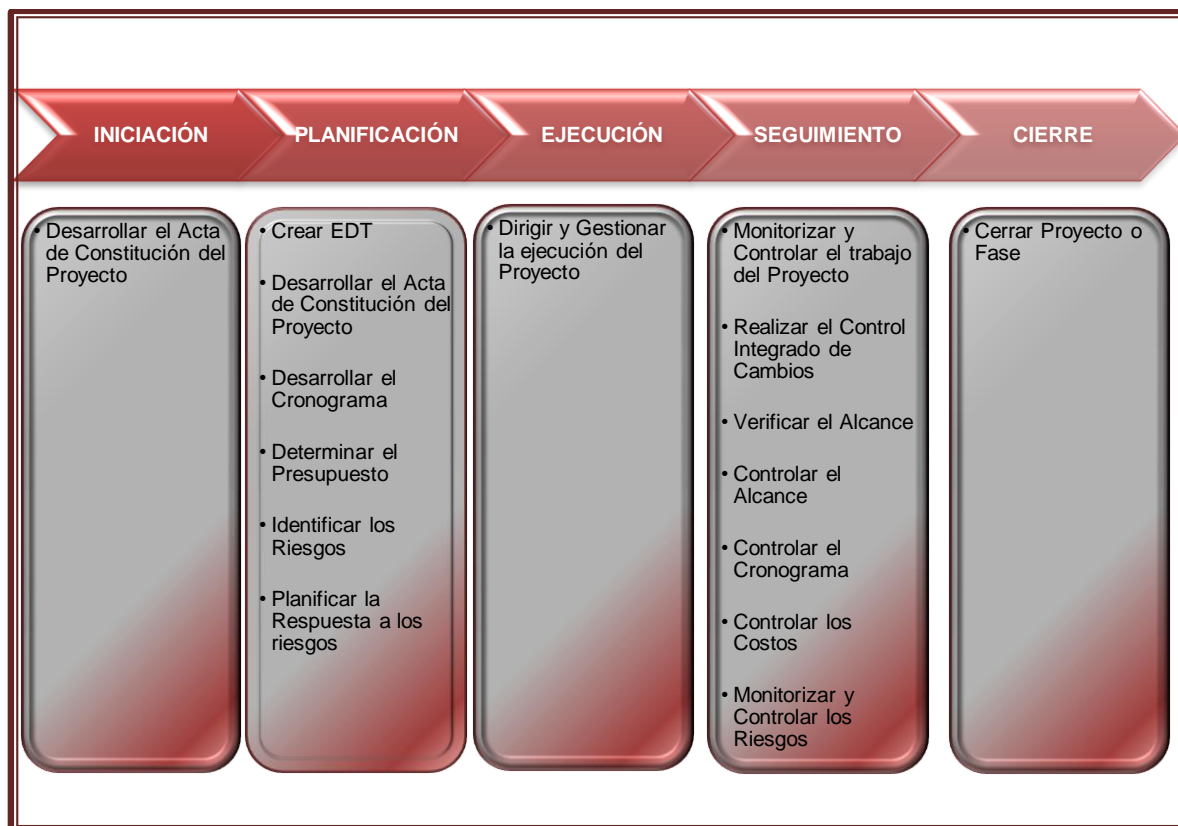 INICIACIÓN
PLANIFICACIÓN
EJECUCIÓN
SEGUIMIENTO
CIERRE
• Desarrollar el Acta
de Constitución del
Proyecto
• Crear EDT
• Desarrollar el Acta
de Constitución del
Proyecto
• Desarrollar el
Cronograma
• Determinar el
Presupuesto
• Identificar los
Riesgos
• Planificar la
Respuesta a los
riesgos
• Dirigir y Gestionar
la ejecución del
Proyecto
• Monitorizar y
Controlar el trabajo
del Proyecto
• Realizar el Control
Integrado de
Cambios
• Verificar el Alcance
• Controlar el
Alcance
• Controlar el
Cronograma
• Controlar los
Costos
• Monitorizar y
Controlar los
Riesgos
• Cerrar Proyecto o
Fase